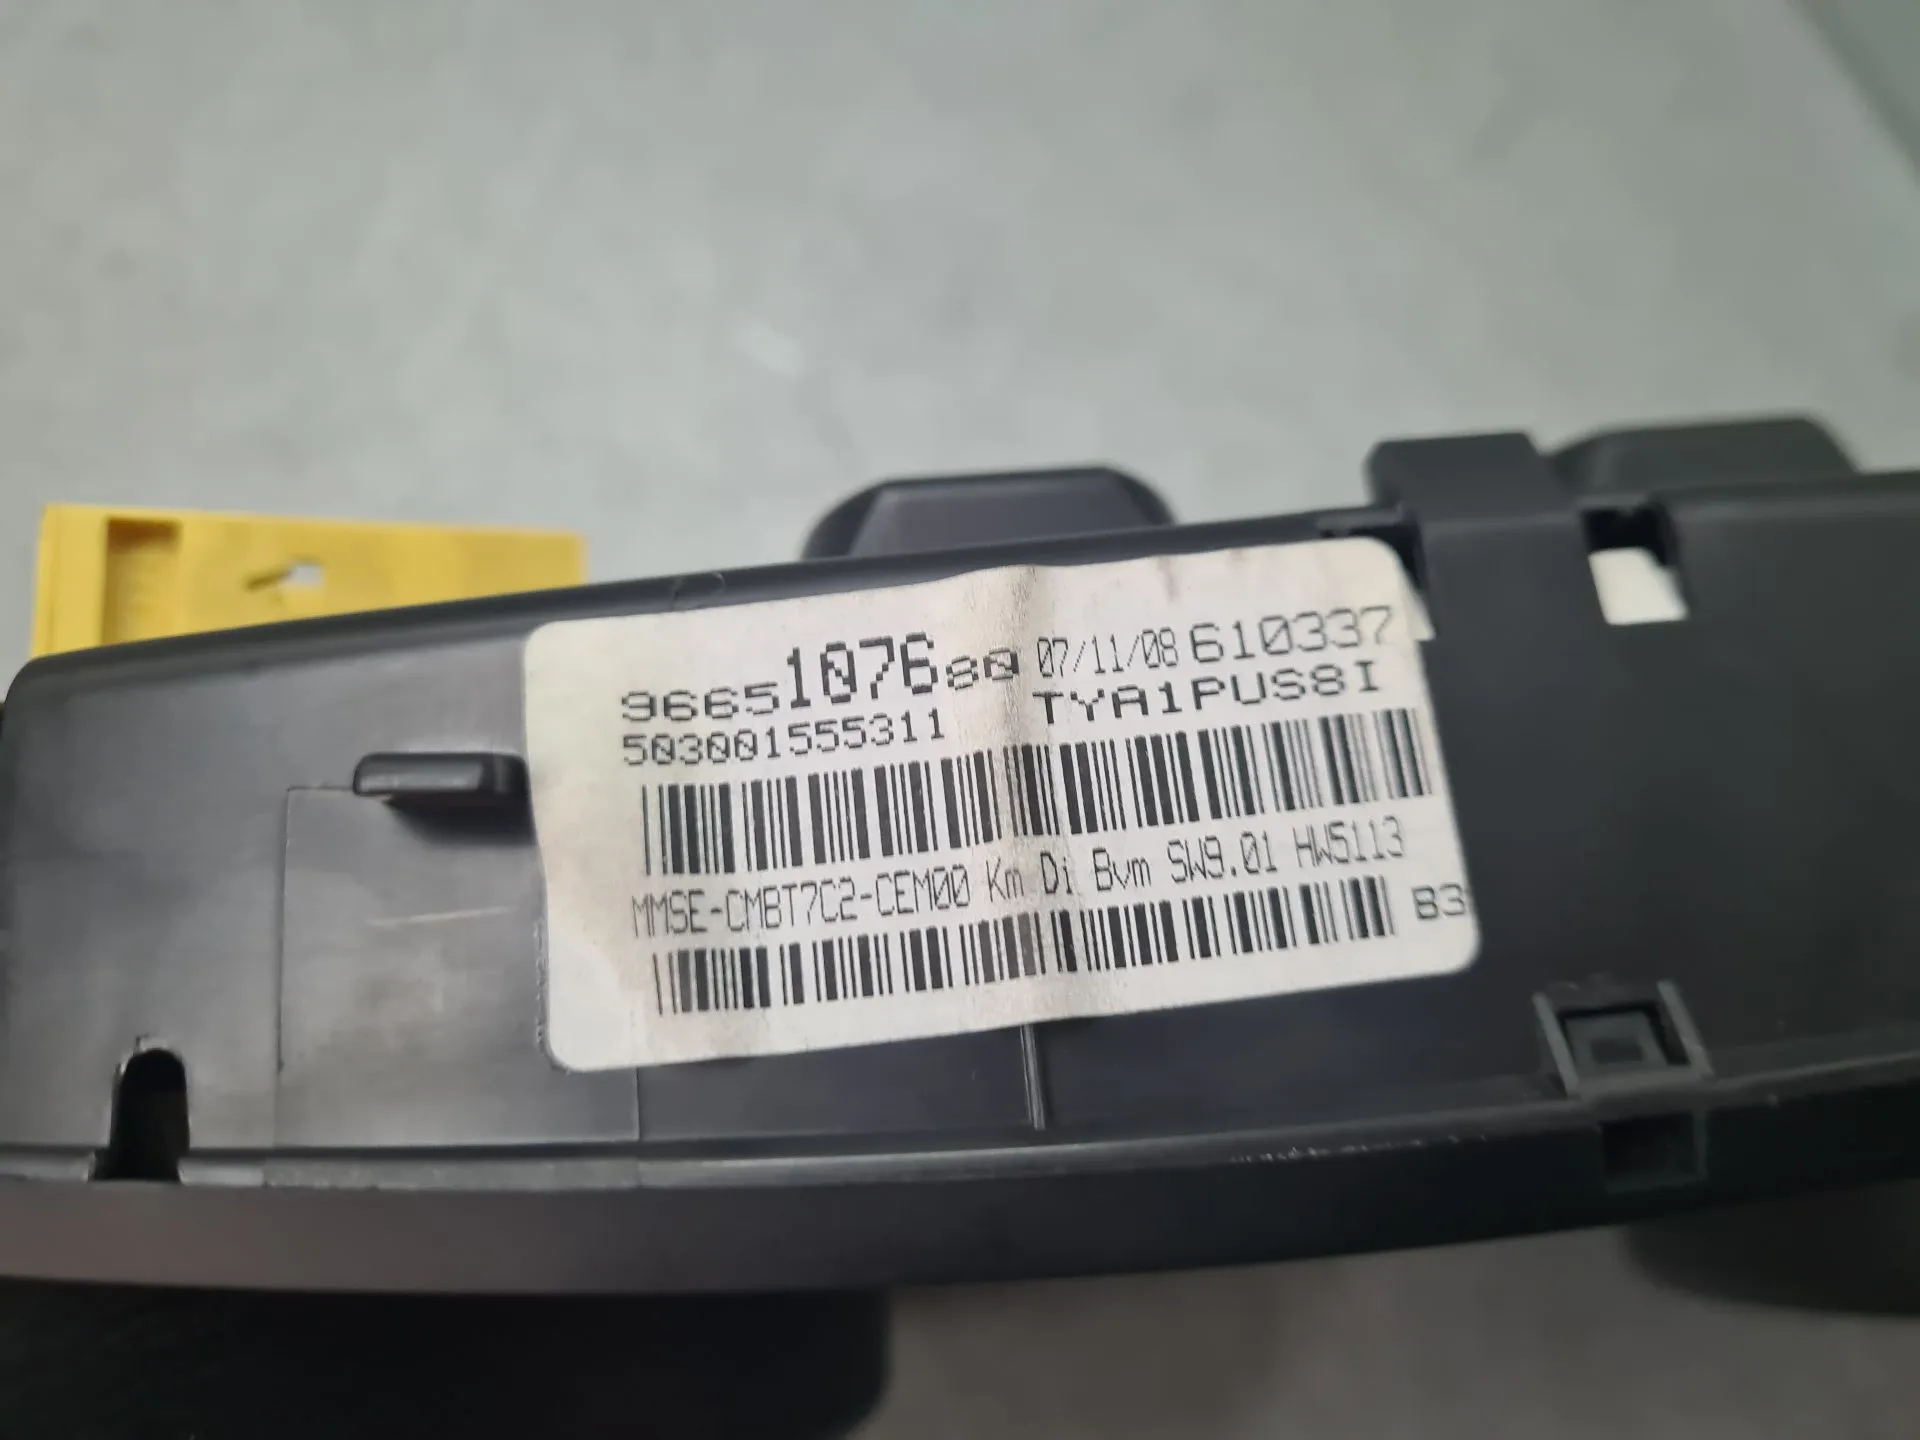 9665107680 07/11/08 610337
503001555311 TYA1PUS8I
MMSE-CMBT7C2-CEM00 Km Di Bvm SW9.01 HW5113
B3